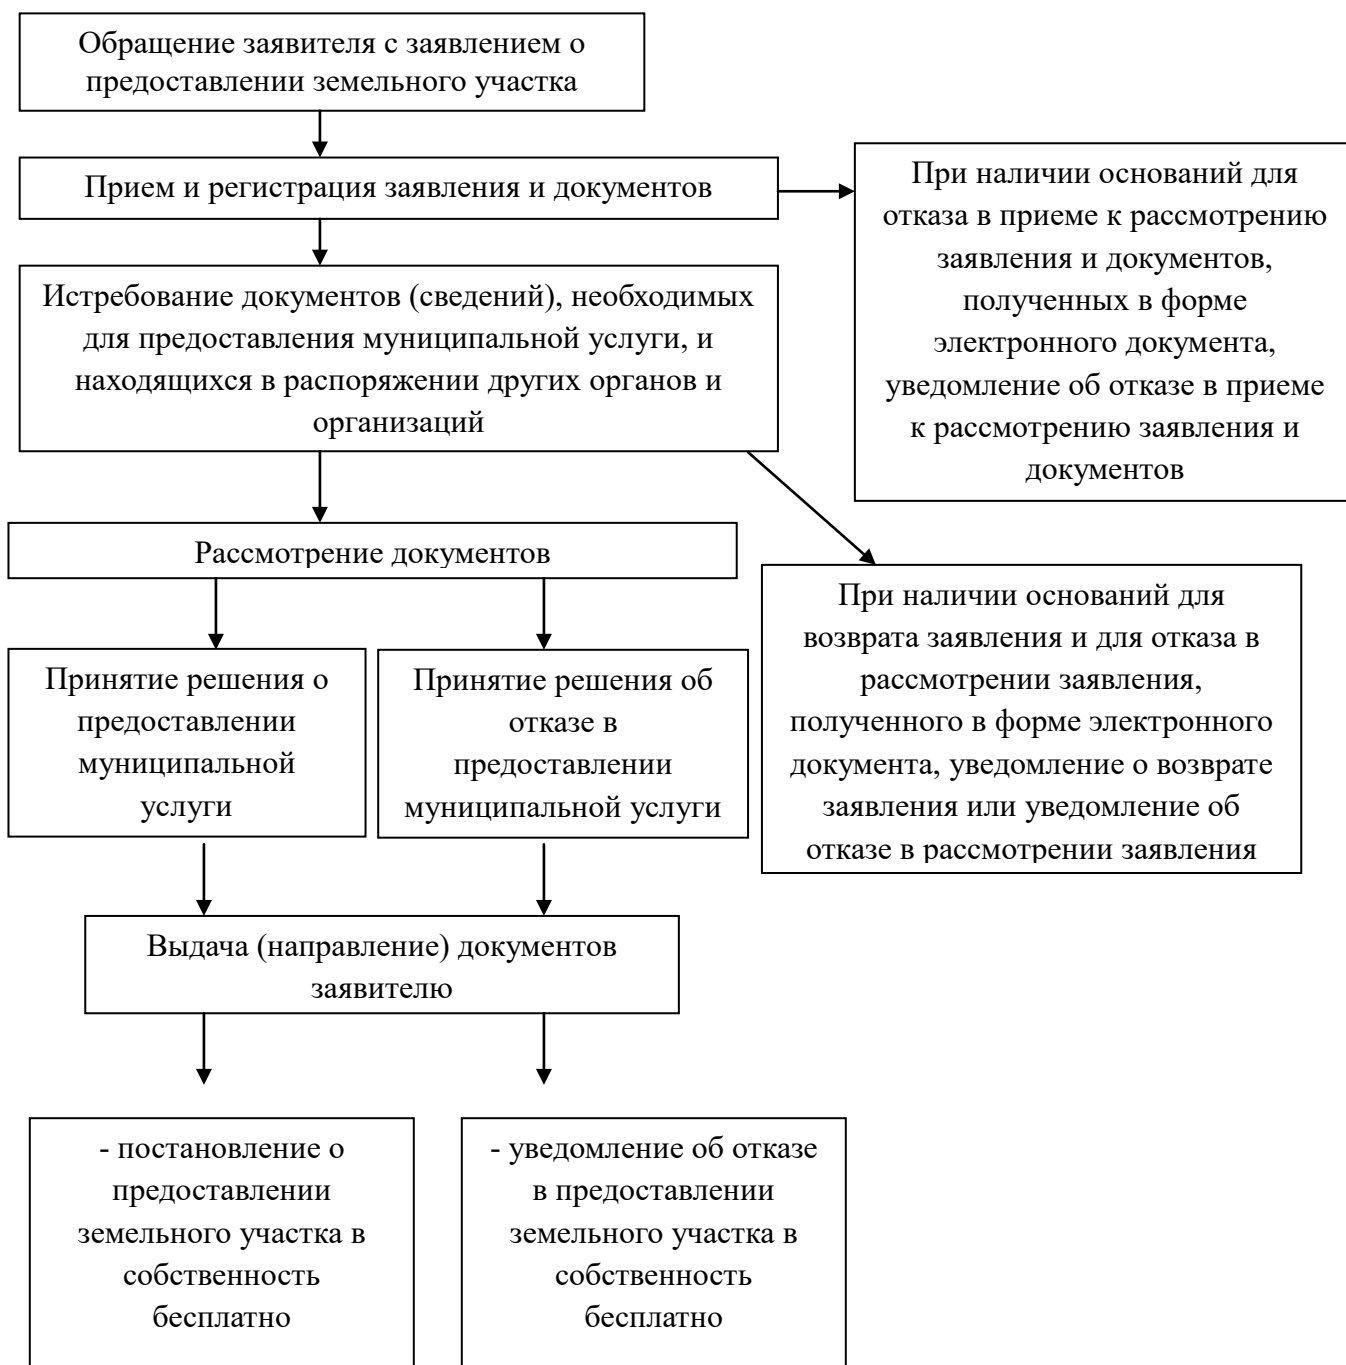 Обращение заявителя с заявлением о
предоставлении земельного участка
Прием и регистрация заявления и документов
При наличии оснований для
отказа в приеме к рассмотрению
заявления и документов,
полученных в форме
электронного документа,
уведомление об отказе в приеме
к рассмотрению заявления и
документов
Истребование документов (сведений), необходимых
для предоставления муниципальной услуги, и
находящихся в распоряжении других органов и
организаций
Рассмотрение документов
При наличии оснований для
возврата заявления и для отказа в
рассмотрении заявления,
полученного в форме электронного
документа, уведомление о возврате
заявления или уведомление об
отказе в рассмотрении заявления
Принятие решения о
предоставлении
муниципальной
услуги
Принятие решения об
отказе в
предоставлении
муниципальной услуги
Выдача (направление) документов
заявителю
- постановление о
предоставлении
земельного участка в
собственность
бесплатно
- уведомление об отказе
в предоставлении
земельного участка в
собственность
бесплатно